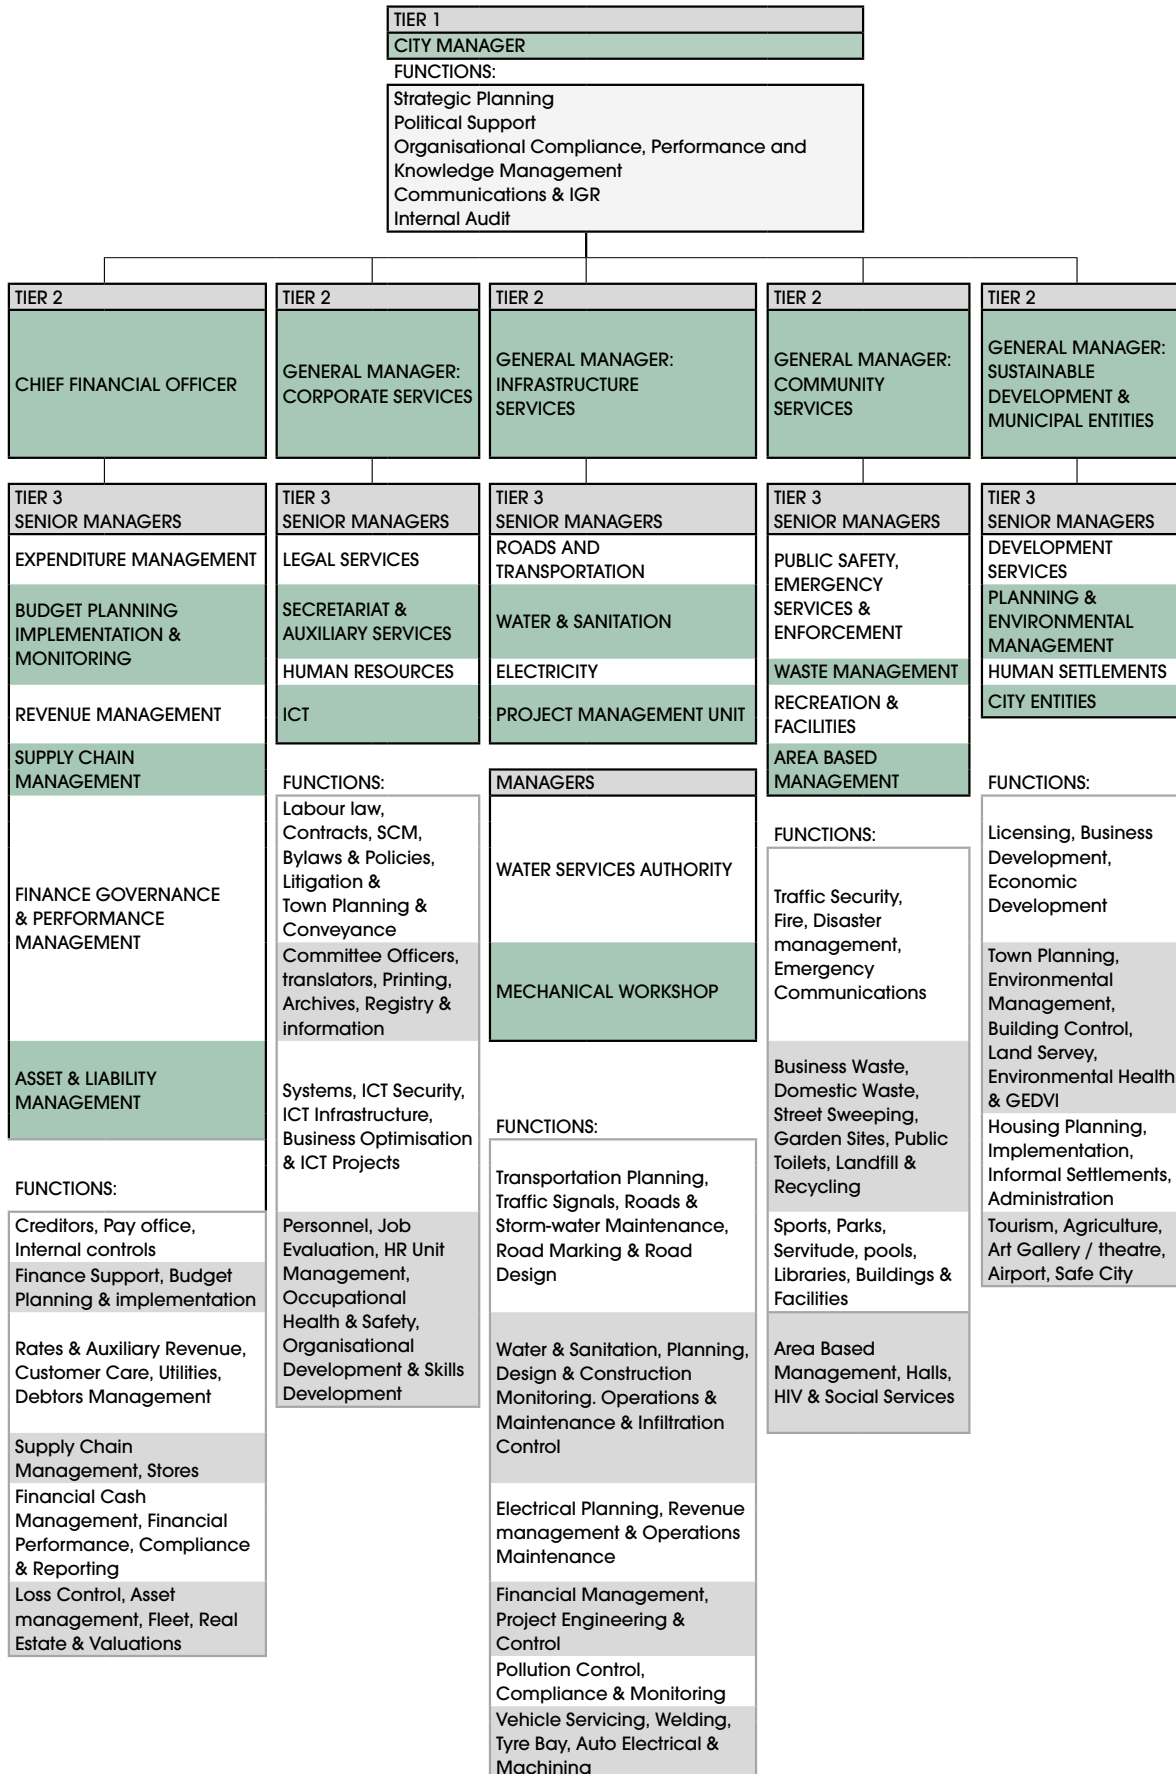 TIER 1
CITY MANAGER
FUNCTIONS:
Strategic Planning
Political Support
Organisational Compliance, Performance and
Knowledge Management
Communications & IGR
Internal Audit
TIER 2
CHIEF FINANCIAL OFFICER
TIER 3
SENIOR MANAGERS
EXPENDITURE MANAGEMENT
BUDGET PLANNING
IMPLEMENTATION &
MONITORING
REVENUE MANAGEMENT
SUPPLY CHAIN
MANAGEMENT
FINANCE GOVERNANCE
& PERFORMANCE
MANAGEMENT
ASSET & LIABILITY
MANAGEMENT
FUNCTIONS:
Creditors, Pay office,
Internal controls
Finance Support, Budget
Planning & implementation
Rates & Auxiliary Revenue,
Customer Care, Utilities,
Debtors Management
Supply Chain
Management, Stores
Financial Cash
Management, Financial
Performance, Compliance
& Reporting
Loss Control, Asset
management, Fleet, Real
Estate & Valuations
TIER 2
GENERAL MANAGER:
CORPORATE SERVICES
TIER 3
SENIOR MANAGERS
LEGAL SERVICES
SECRETARIAT &
AUXILIARY SERVICES
HUMAN RESOURCES
ICT
FUNCTIONS:
Labour law,
Contracts, SCM,
Bylaws & Policies,
Litigation &
Town Planning &
Conveyance
Committee Officers,
translators, Printing,
Archives, Registry &
information
Systems, ICT Security,
ICT Infrastructure,
Business Optimisation
& ICT Projects
Personnel, Job
Evaluation, HR Unit
Management,
Occupational
Health & Safety,
Organisational
Development & Skills
Development
TIER 2
GENERAL MANAGER:
INFRASTRUCTURE
SERVICES
TIER 3
SENIOR MANAGERS
ROADS AND
TRANSPORTATION
WATER & SANITATION
ELECTRICITY
PROJECT MANAGEMENT UNIT
MANAGERS
WATER SERVICES AUTHORITY
MECHANICAL WORKSHOP
FUNCTIONS:
Transportation Planning,
Traffic Signals, Roads &
Storm-water Maintenance,
Road Marking & Road
Design
Water & Sanitation, Planning,
Design & Construction
Monitoring. Operations &
Maintenance & Infiltration
Control
Electrical Planning, Revenue
management & Operations
Maintenance
Financial Management,
Project Engineering &
Control
Pollution Control,
Compliance & Monitoring
Vehicle Servicing, Welding,
Tyre Bay, Auto Electrical &
Machining
TIER 2
GENERAL MANAGER:
COMMUNITY
SERVICES
TIER 3
SENIOR MANAGERS
PUBLIC SAFETY,
EMERGENCY
SERVICES &
ENFORCEMENT
WASTE MANAGEMENT
RECREATION &
FACILITIES
AREA BASED
MANAGEMENT
FUNCTIONS:
Traffic Security,
Fire, Disaster
management,
Emergency
Communications
Business Waste,
Domestic Waste,
Street Sweeping,
Garden Sites, Public
Toilets, Landfill &
Recycling
Sports, Parks,
Servitude, pools,
Libraries, Buildings &
Facilities
Area Based
Management, Halls,
HIV & Social Services
TIER 2
GENERAL MANAGER:
SUSTAINABLE
DEVELOPMENT &
MUNICIPAL ENTITIES
TIER 3
SENIOR MANAGERS
DEVELOPMENT
SERVICES
PLANNING &
ENVIRONMENTAL
MANAGEMENT
HUMAN SETTLEMENTS
CITY ENTITIES
FUNCTIONS:
Licensing, Business
Development,
Economic
Development
Town Planning,
Environmental
Management,
Building Control,
Land Servey,
Environmental Health
& GEDVI
Housing Planning,
Implementation,
Informal Settlements,
Administration
Tourism, Agriculture,
Art Gallery / theatre,
Airport, Safe City